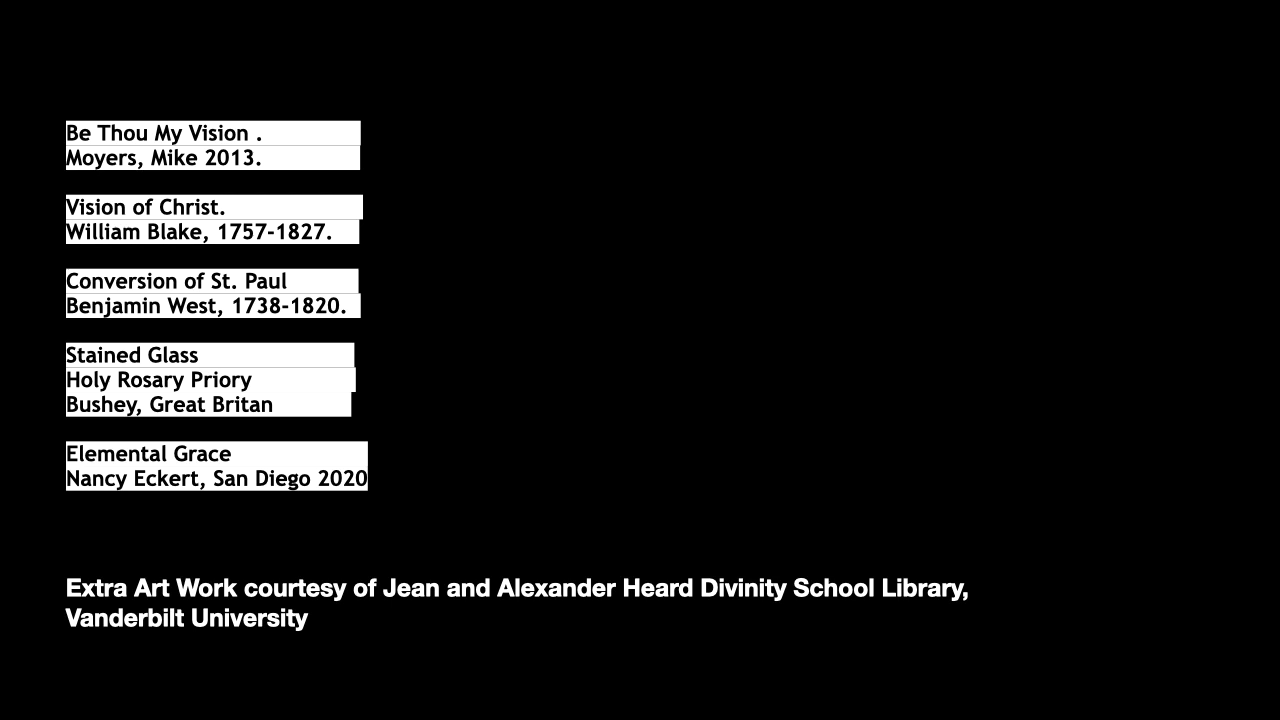 Be Thou My Vision .
Moyers, Mike 2013.
Vision of Christ.
William Blake, 1757-1827.
Conversion of St. Paul
Benjamin West, 1738-1820.
Stained Glass
Holy Rosary Priory
Bushey, Great Britan
Elemental Grace
Nancy Eckert, San Diego 2020
Extra Art Work courtesy of Jean and Alexander Heard Divinity School Library,
Vanderbilt University